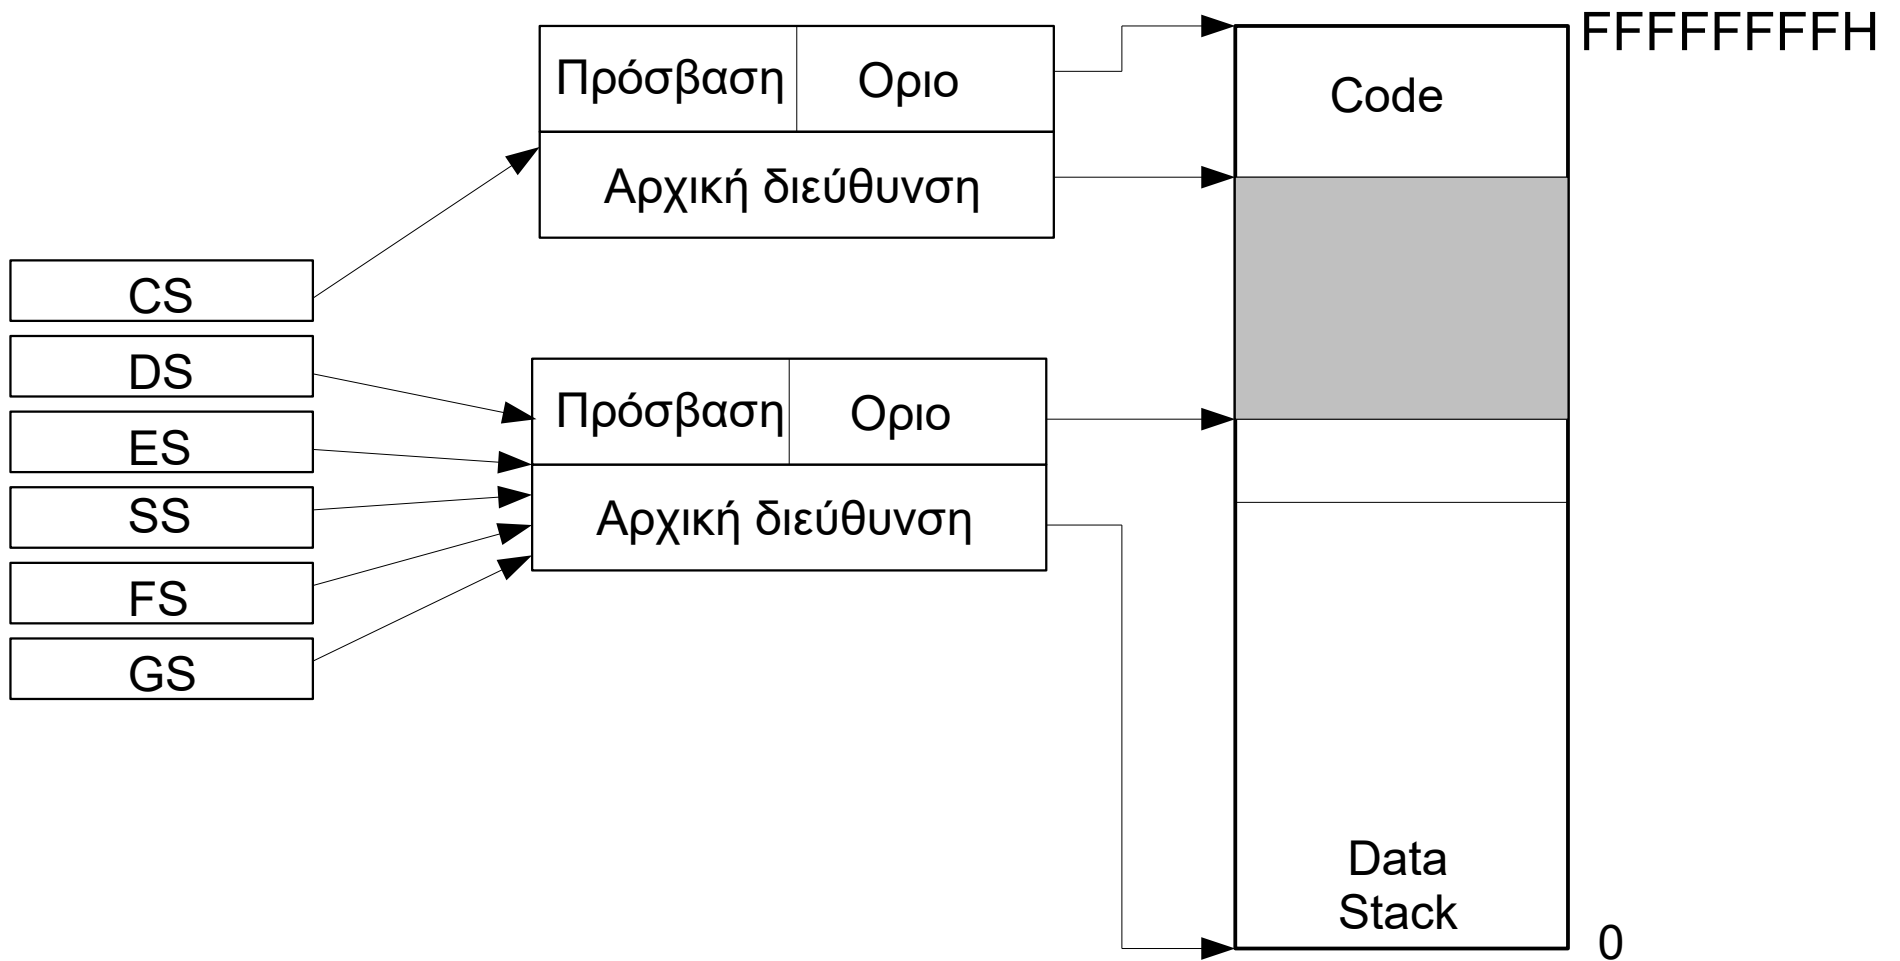 FFFFFFFFH
Πρόσβαση Οριο
Code
Αρχική διεύθυνση
CS
DS
ES
SS
FS
GS
Πρόσβαση Οριο
Αρχική διεύθυνση
Data
Stack
0